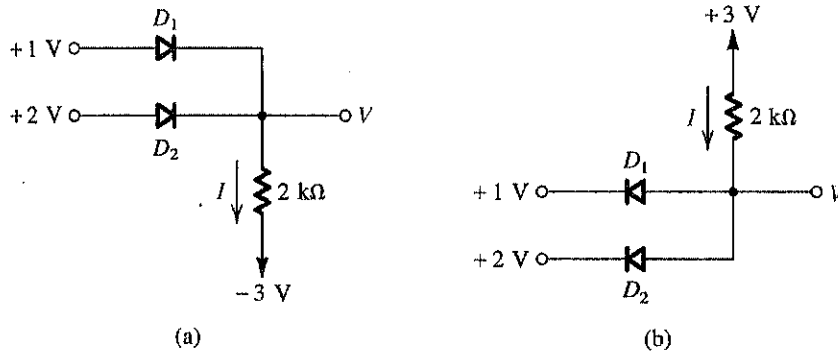 D₁
+1 V
+2 V
V
D₂
I
2 kΩ
−3 V
(a)
+3 V
I
2 kΩ
D₁
+1 V
V
+2 V
D₂
(b)